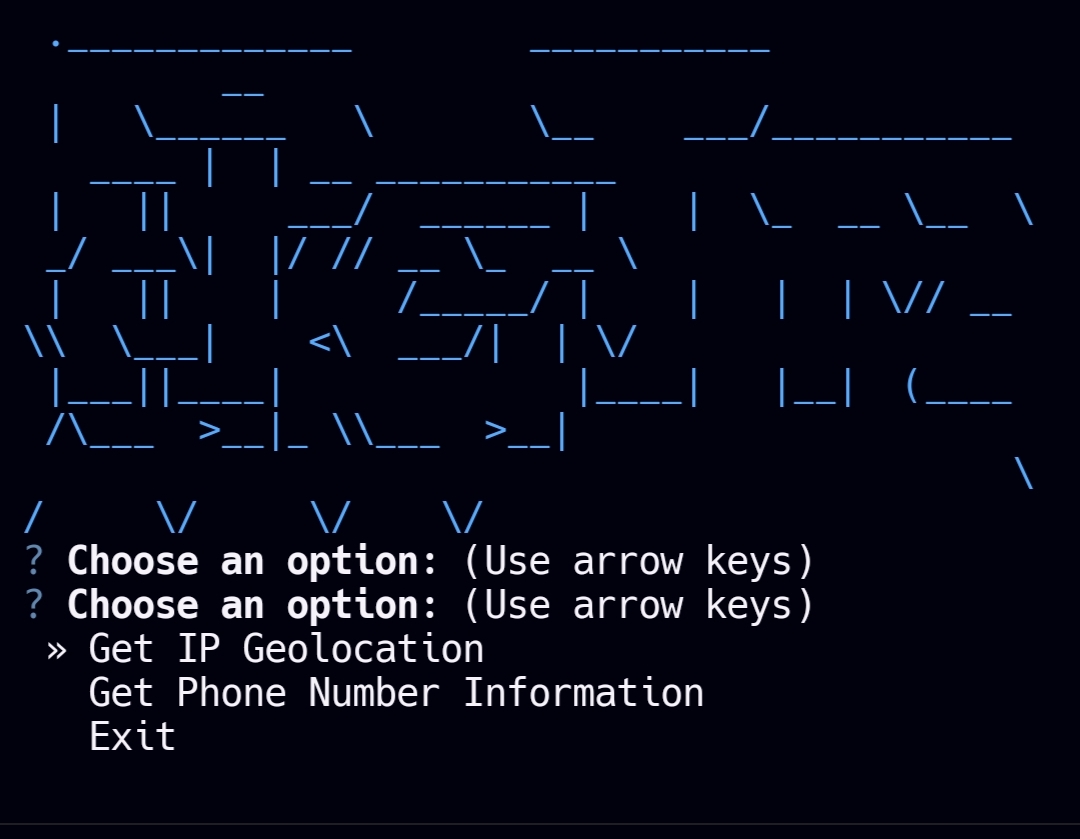 ? Choose an option: (Use arrow keys)
? Choose an option: (Use arrow keys)
» Get IP Geolocation
Get Phone Number Information
Exit